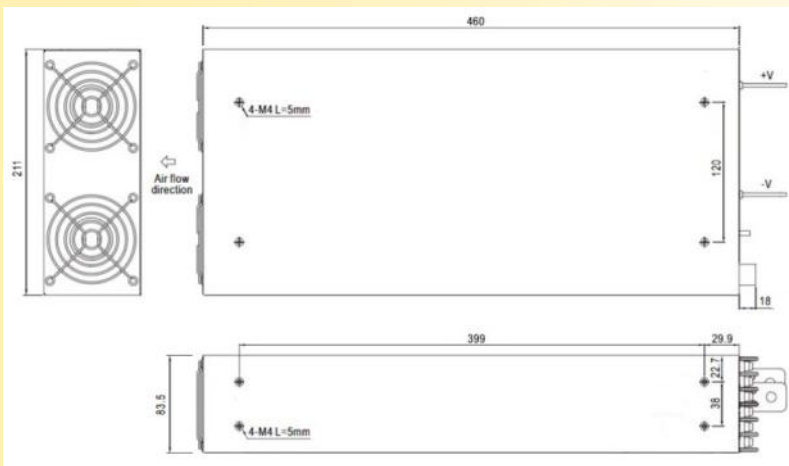 460
+V
4-M4 L=5mm
211
Air flow
direction
120
-V
18
399
29.9
22.7
83.5
38
4-M4 L=5mm